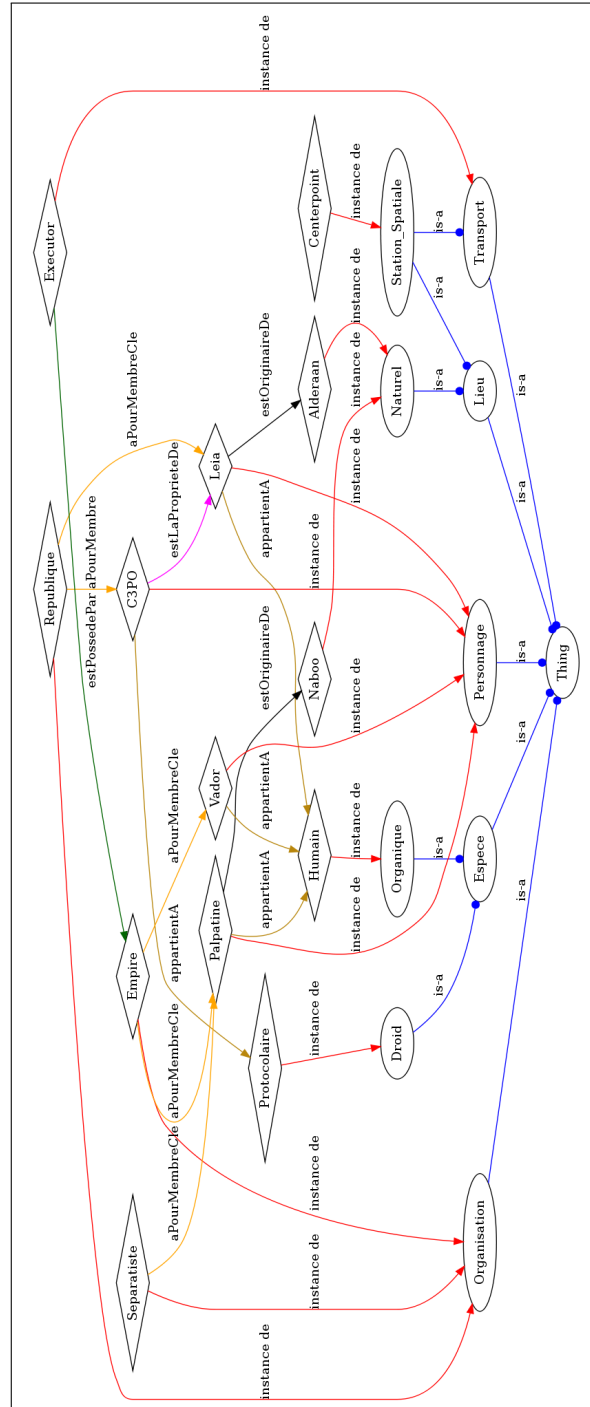 instance de
Executor
Centerpoint
instance de
Station_Spatiale
is-a
Transport
is-a
instance de
aPourMembreCle
estOriginaireDe
Alderaan
instance de
Naturel
is-a
Lieu
is-a
is-a
Republique
aPourMembre
C3PO
estLaProprieteDe
Leia
appartientA
instance de
instance de
estPossedePar
estOriginaireDe
Naboo
instance de
Personnage
is-a
Thing
aPourMembreCle
Vador
appartientA
Humain
instance de
Organique
is-a
Espece
is-a
Empire
appartientA
Palpatine
appartientA
instance de
aPourMembreCle
Protocolaire
instance de
Droid
is-a
is-a
Separatiste
aPourMembreCle
instance de
instance de
Organisation
instance de